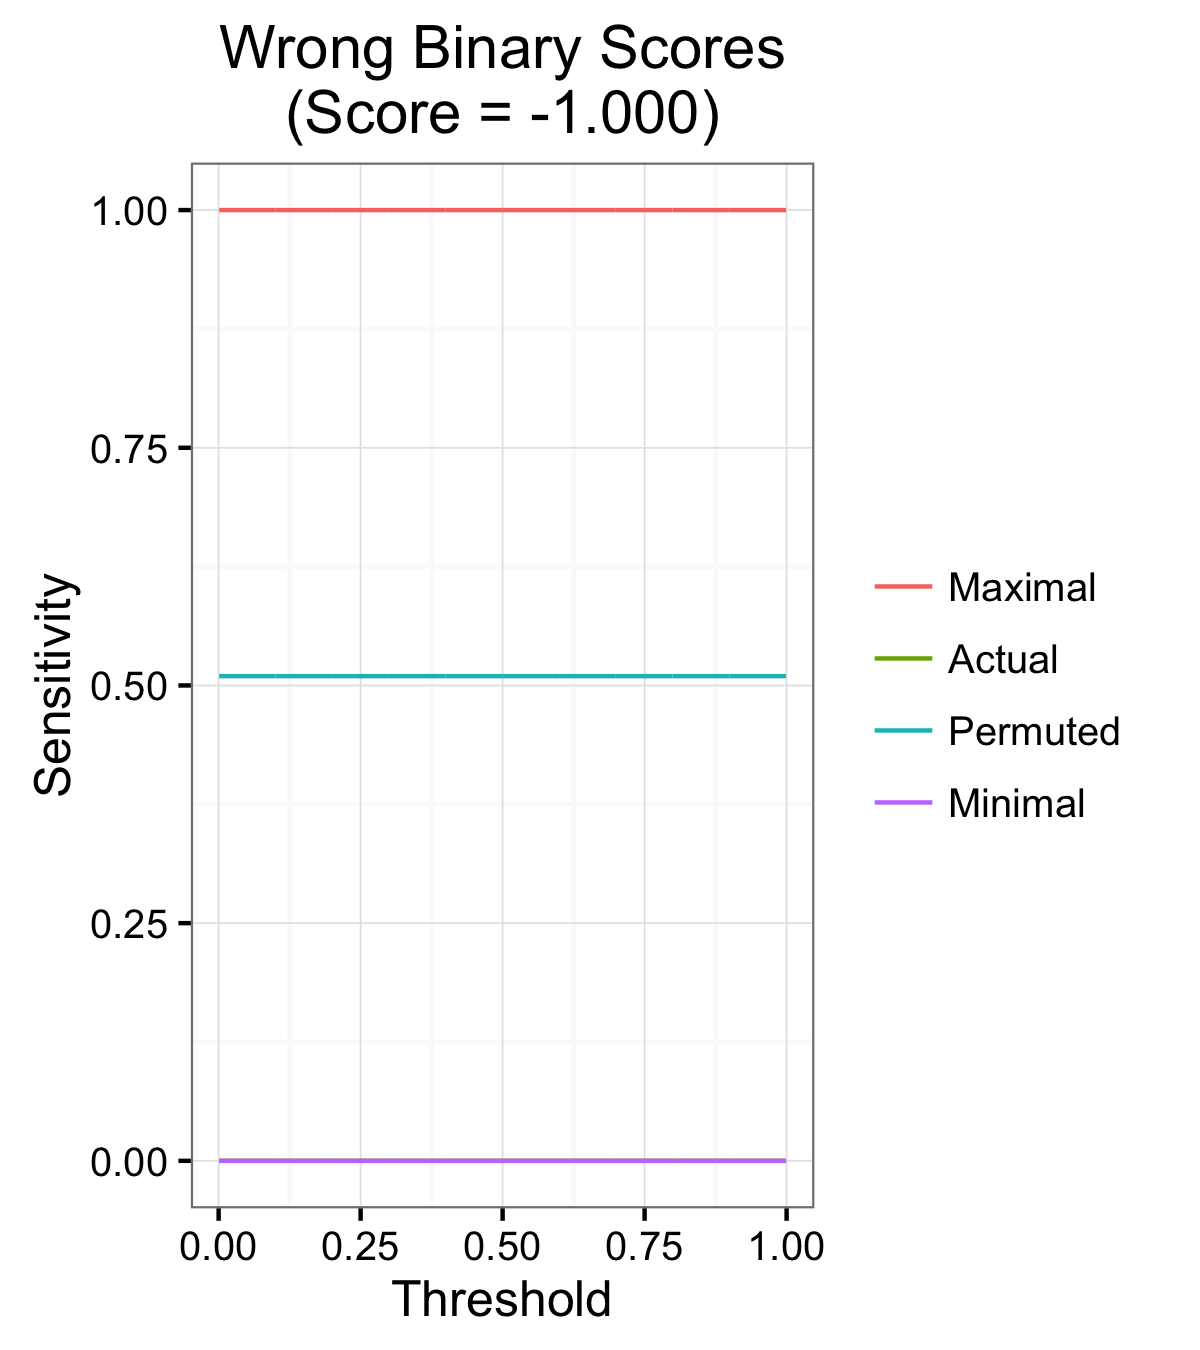 Wrong Binary Scores
(Score = -1.000)
1.00
0.75
0.50
0.25
0.00
Sensitivity
0.00 0.25 0.50 0.75 1.00
Threshold
Maximal
Actual
Permuted
Minimal